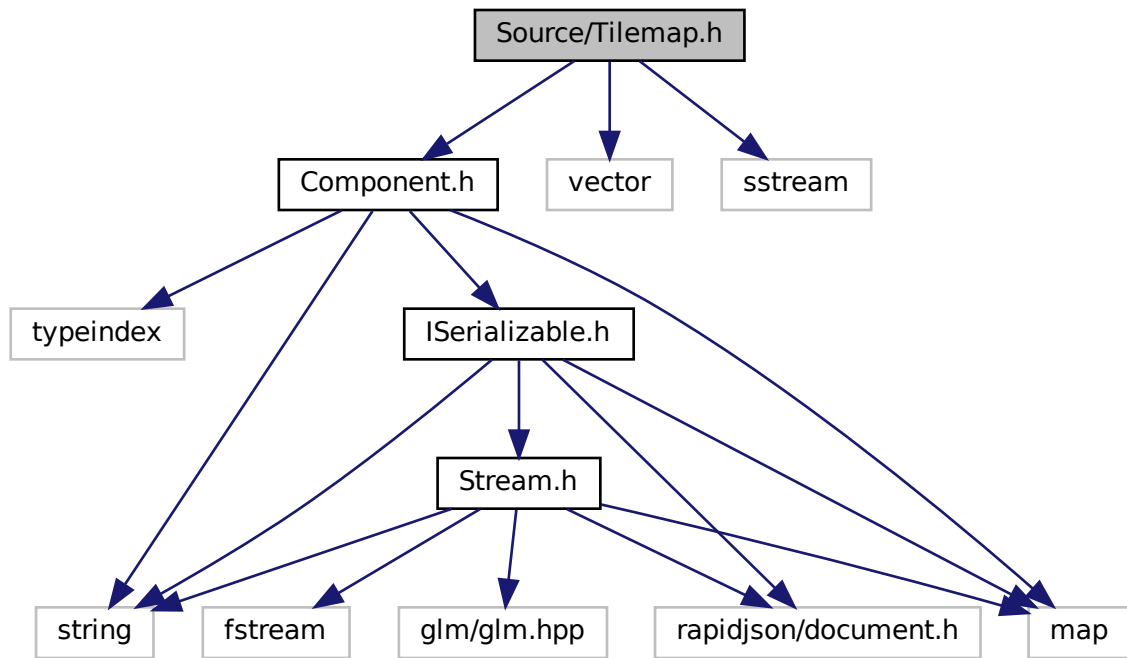 Source/Tilemap.h
Component.h
vector
sstream
typeindex
ISerializable.h
Stream.h
string
fstream
glm/glm.hpp
rapidjson/document.h
map